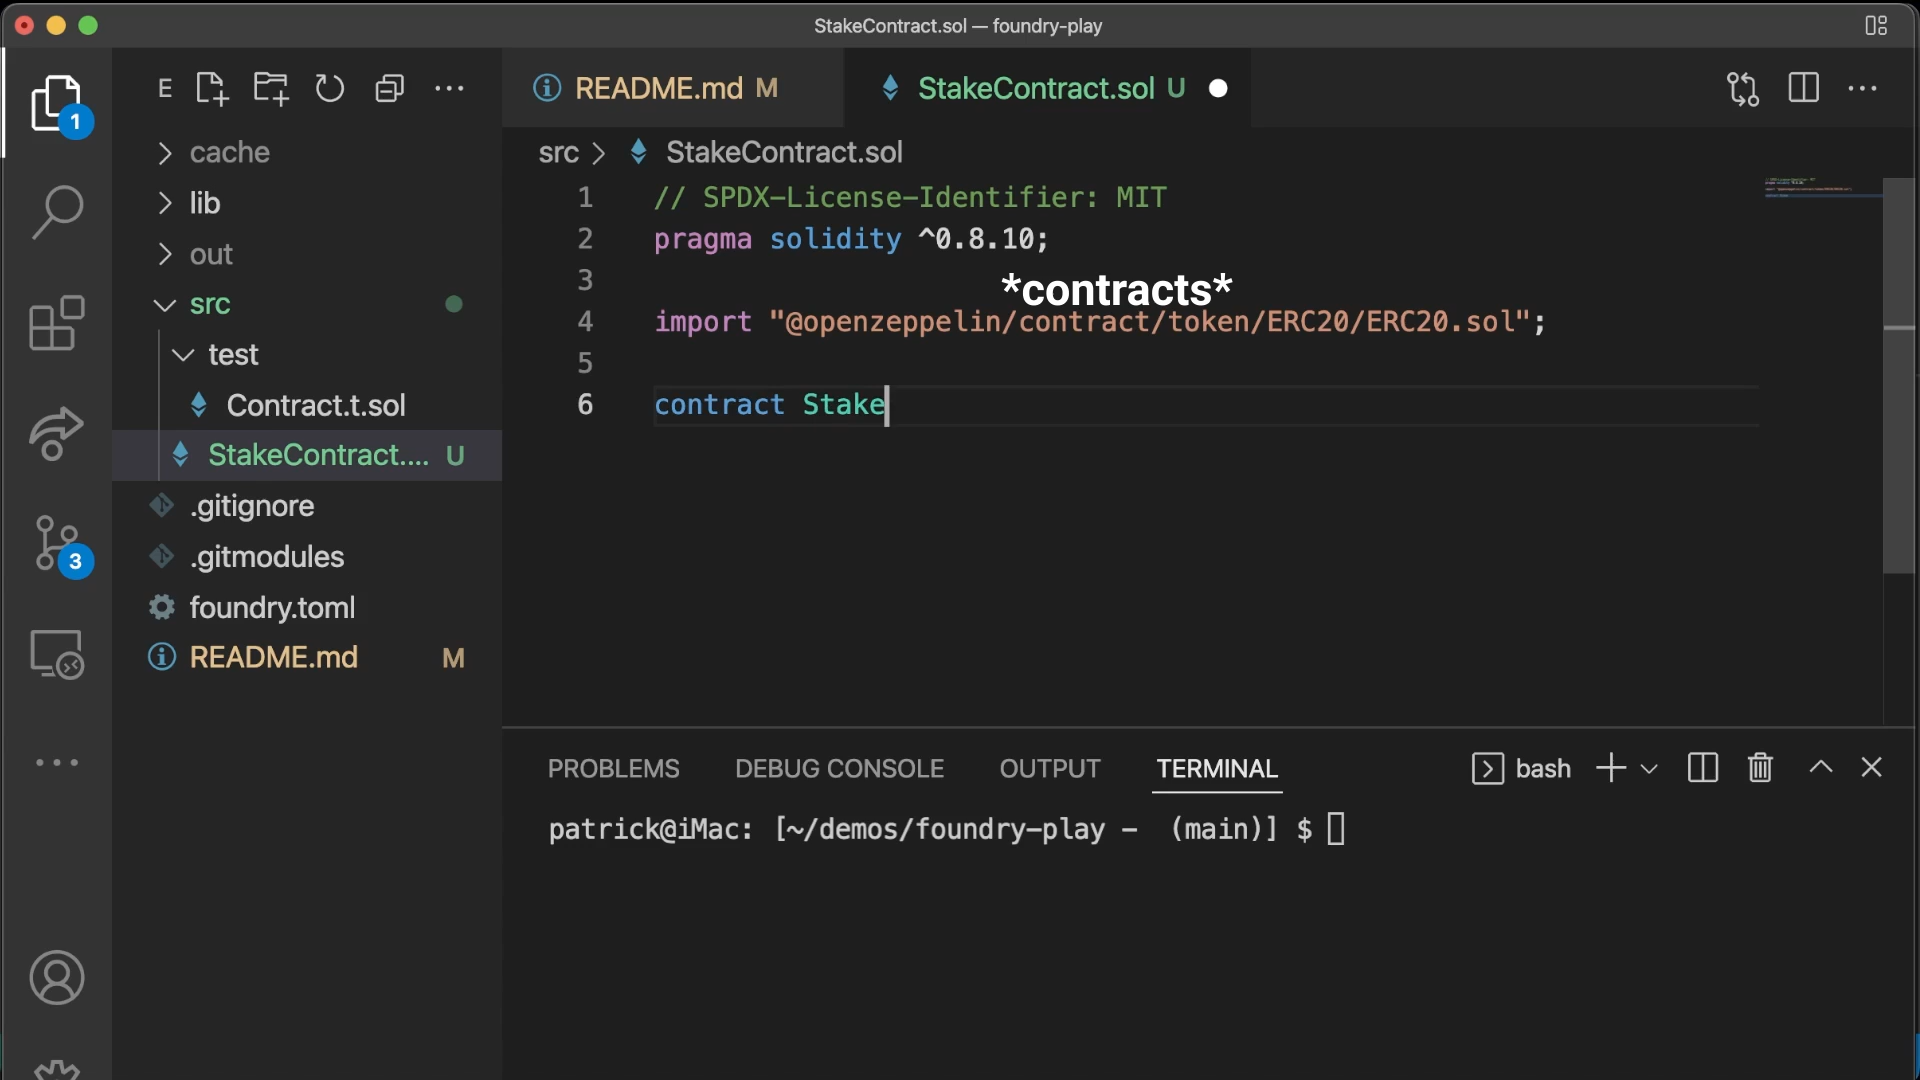 StakeContract.sol — foundry-play
E
README.md M
StakeContract.sol U
1
cache
lib
out
src
test
Contract.t.sol
StakeContract.... U
.gitignore
.gitmodules
foundry.toml
README.md M
3
src > StakeContract.sol
1 // SPDX-License-Identifier: MIT
2 pragma solidity ^0.8.10;
3
*contracts*
4 import "@openzeppelin/contract/token/ERC20/ERC20.sol";
5
6 contract Stake
PROBLEMS DEBUG CONSOLE OUTPUT TERMINAL bash
patrick@iMac: [~/demos/foundry-play - (main)] $